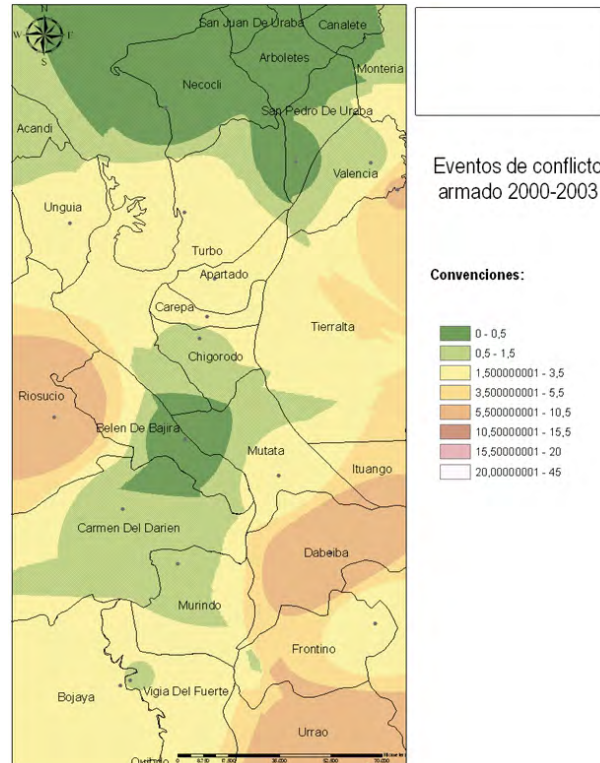 N
W E
S
San Juan De Uraba
Canalete
Arboletes
Monteria
Necocli
San Pedro De Uraba
Acandi
Valencia
Unguia
Turbo
Apartado
Carepa
Tierralta
Chigorodo
Riosucio
Belen De Bajira
Mutata
Ituango
Carmen Del Darien
Dabeiba
Murindo
Frontino
Bojaya
Vigia Del Fuerte
Urrao
Quibdo
Eventos de conflicto
armado 2000-2003
Convenciones:
0 - 0,5
0,5 - 1,5
1,500000001 - 3,5
3,500000001 - 5,5
5,500000001 - 10,5
10,50000001 - 15,5
15,50000001 - 20
20,00000001 - 45